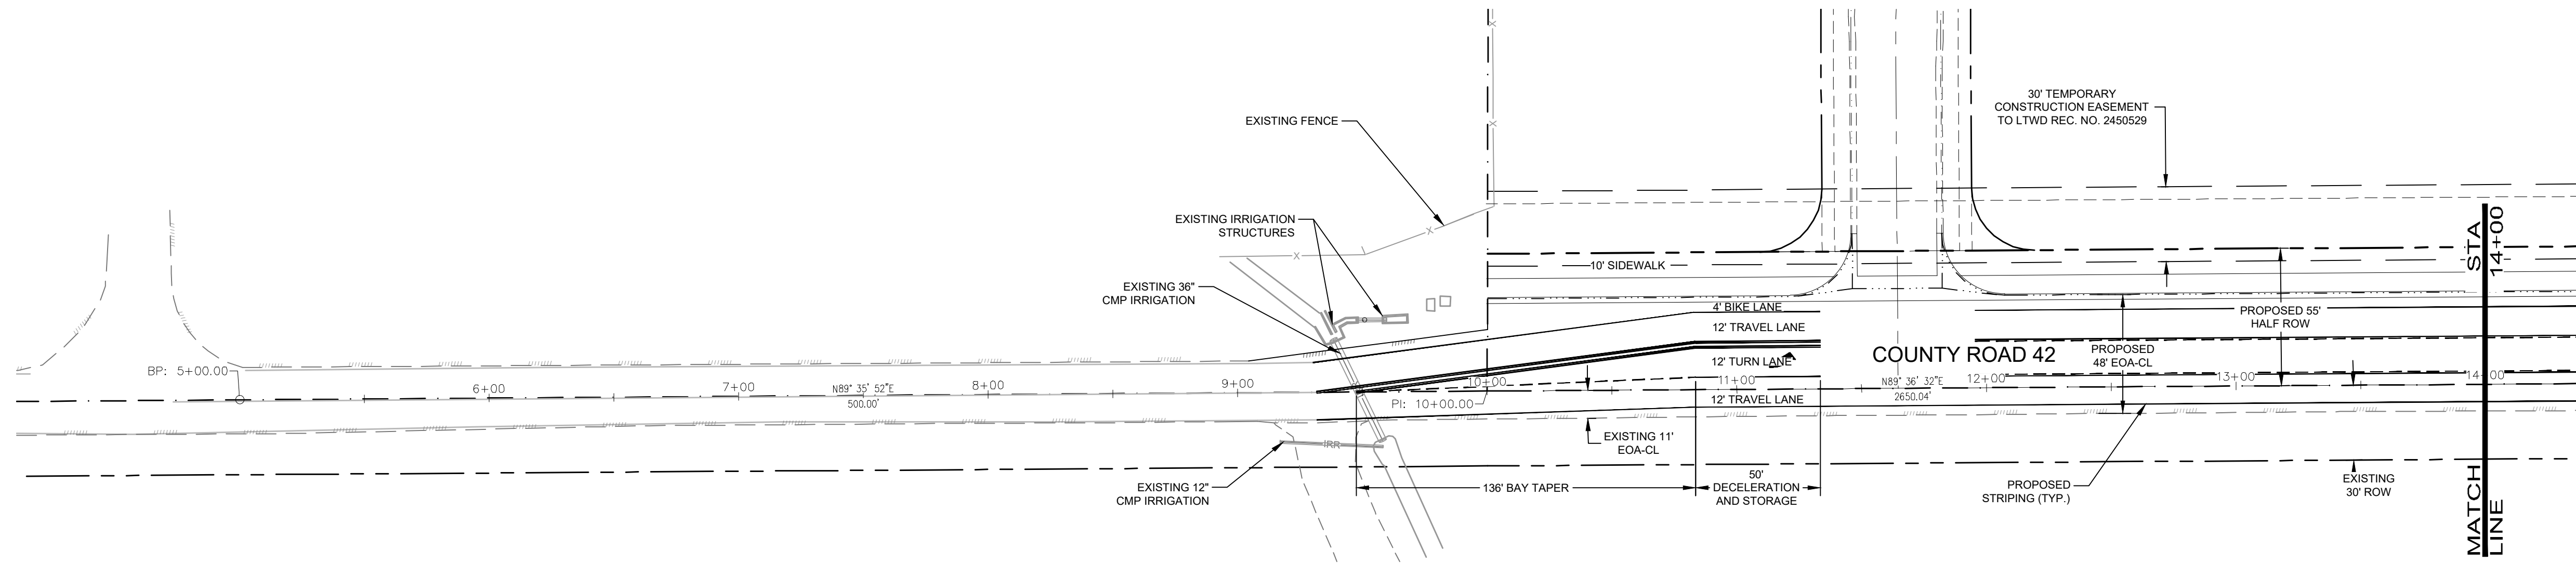 30' TEMPORARY
CONSTRUCTION EASEMENT
TO LTWD REC. NO. 2450529
EXISTING FENCE
X
X
X
X
EXISTING IRRIGATION
STRUCTURES
STA
14+00
10' SIDEWALK
EXISTING 36"
CMP IRRIGATION
4' BIKE LANE
12' TRAVEL LANE
PROPOSED 55'
HALF ROW
12' TURN LANE
COUNTY ROAD 42
PROPOSED
48' EOA-CL
BP: 5+00.00
6+00
7+00
N89° 35' 52"E
500.00'
8+00
9+00
10+00
PI: 10+00.00
11+00
N89° 36' 32"E
2650.04'
12+00
13+00
14+00
12' TRAVEL LANE
EXISTING 11'
EOA-CL
IRR
EXISTING 12"
CMP IRRIGATION
136' BAY TAPER
50'
DECELERATION
AND STORAGE
PROPOSED
STRIPING (TYP.)
EXISTING
30' ROW
MATCH
LINE